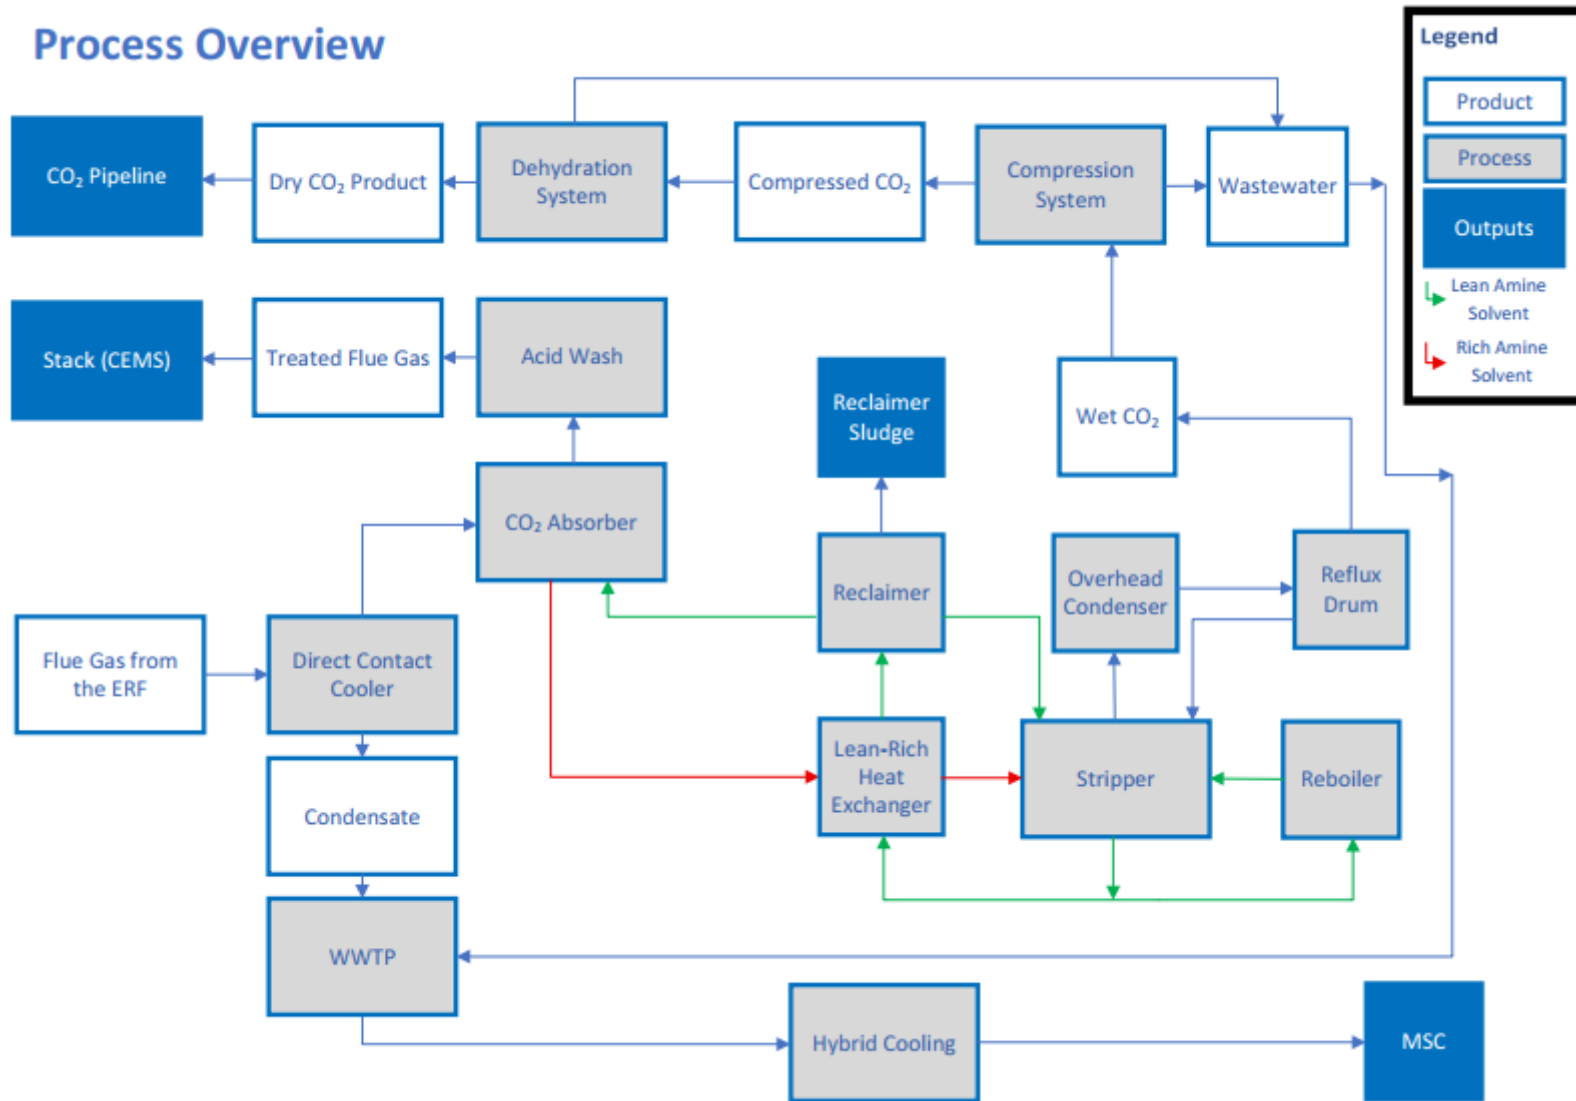 Process Overview
Legend
Product
Process
Outputs
Lean Amine
Solvent
Rich Amine
Solvent
CO₂ Pipeline
Dry CO₂ Product
Dehydration
System
Compressed CO₂
Compression
System
Wastewater
Stack (CEMS)
Treated Flue Gas
Acid Wash
Reclaimer
Sludge
Wet CO₂
CO₂ Absorber
Reclaimer
Overhead
Condenser
Reflux
Drum
Flue Gas from
the ERF
Direct Contact
Cooler
Lean-Rich
Heat
Exchanger
Stripper
Reboiler
Condensate
WWTP
Hybrid Cooling
MSC